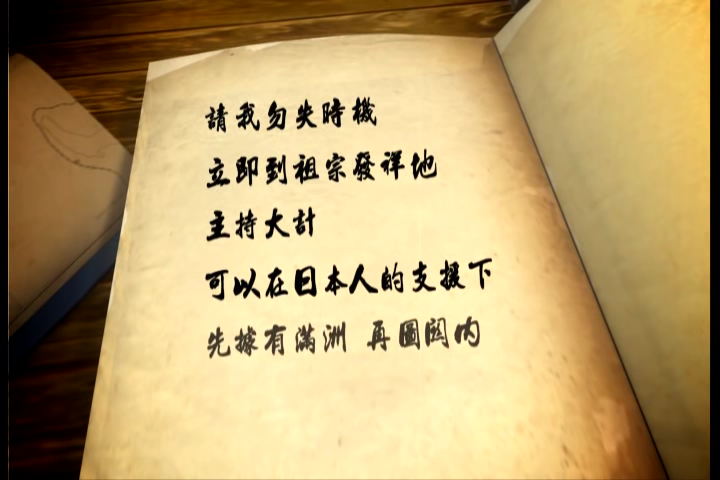 請我勿失時機
立即到祖宗發祥地
主持大計
可以在日本人的支援下
先據有滿洲 再圖関內